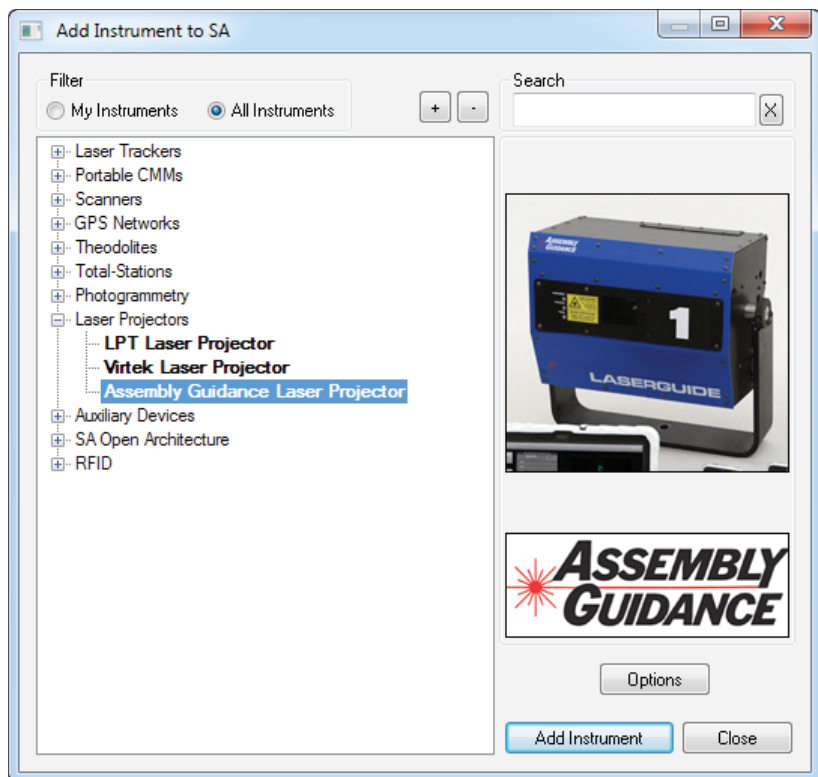 Add Instrument to SA
Filter
My Instruments
All Instruments
+
-
Search
X
Laser Trackers
Portable CMMs
Scanners
GPS Networks
Theodolites
Total-Stations
Photogrammetry
Laser Projectors
LPT Laser Projector
Virtek Laser Projector
Assembly Guidance Laser Projector
Auxiliary Devices
SA Open Architecture
RFID
ASSEMBLY
GUIDANCE
1
LASERGUIDE
ASSEMBLY
GUIDANCE
Options
Add Instrument
Close